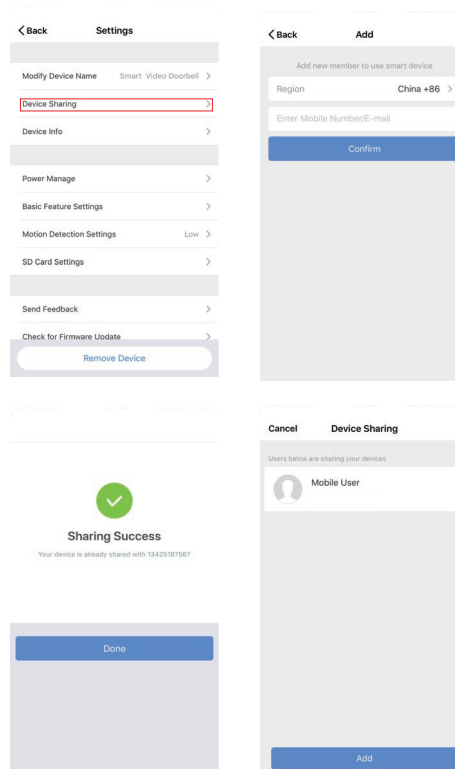 Back Settings
Modify Device Name Smart Video Doorbell
Device Sharing
Device Info
Power Manage
Basic Feature Settings
Motion Detection Settings Low
SD Card Settings
Send Feedback
Check for Firmware Update
Remove Device
Back Add
Add new member to use smart device
Region China +86
Enter Mobile Number/E-mail
Confirm
Sharing Success
Your device is already shared with 13425187567
Done
Cancel Device Sharing
Users below are sharing your devices
Mobile User
Add